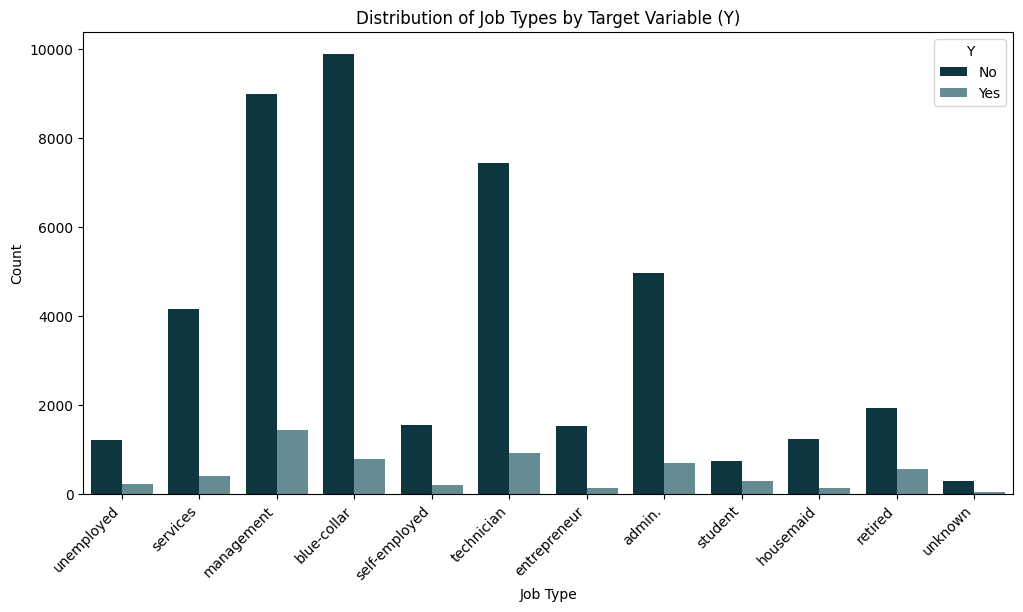 Distribution of Job Types by Target Variable (Y)
Y
No
Yes
10000
8000
6000
4000
2000
0
Count
unemployed
services
management
blue-collar
self-employed
technician
entrepreneur
admin.
student
housemaid
retired
unknown
Job Type